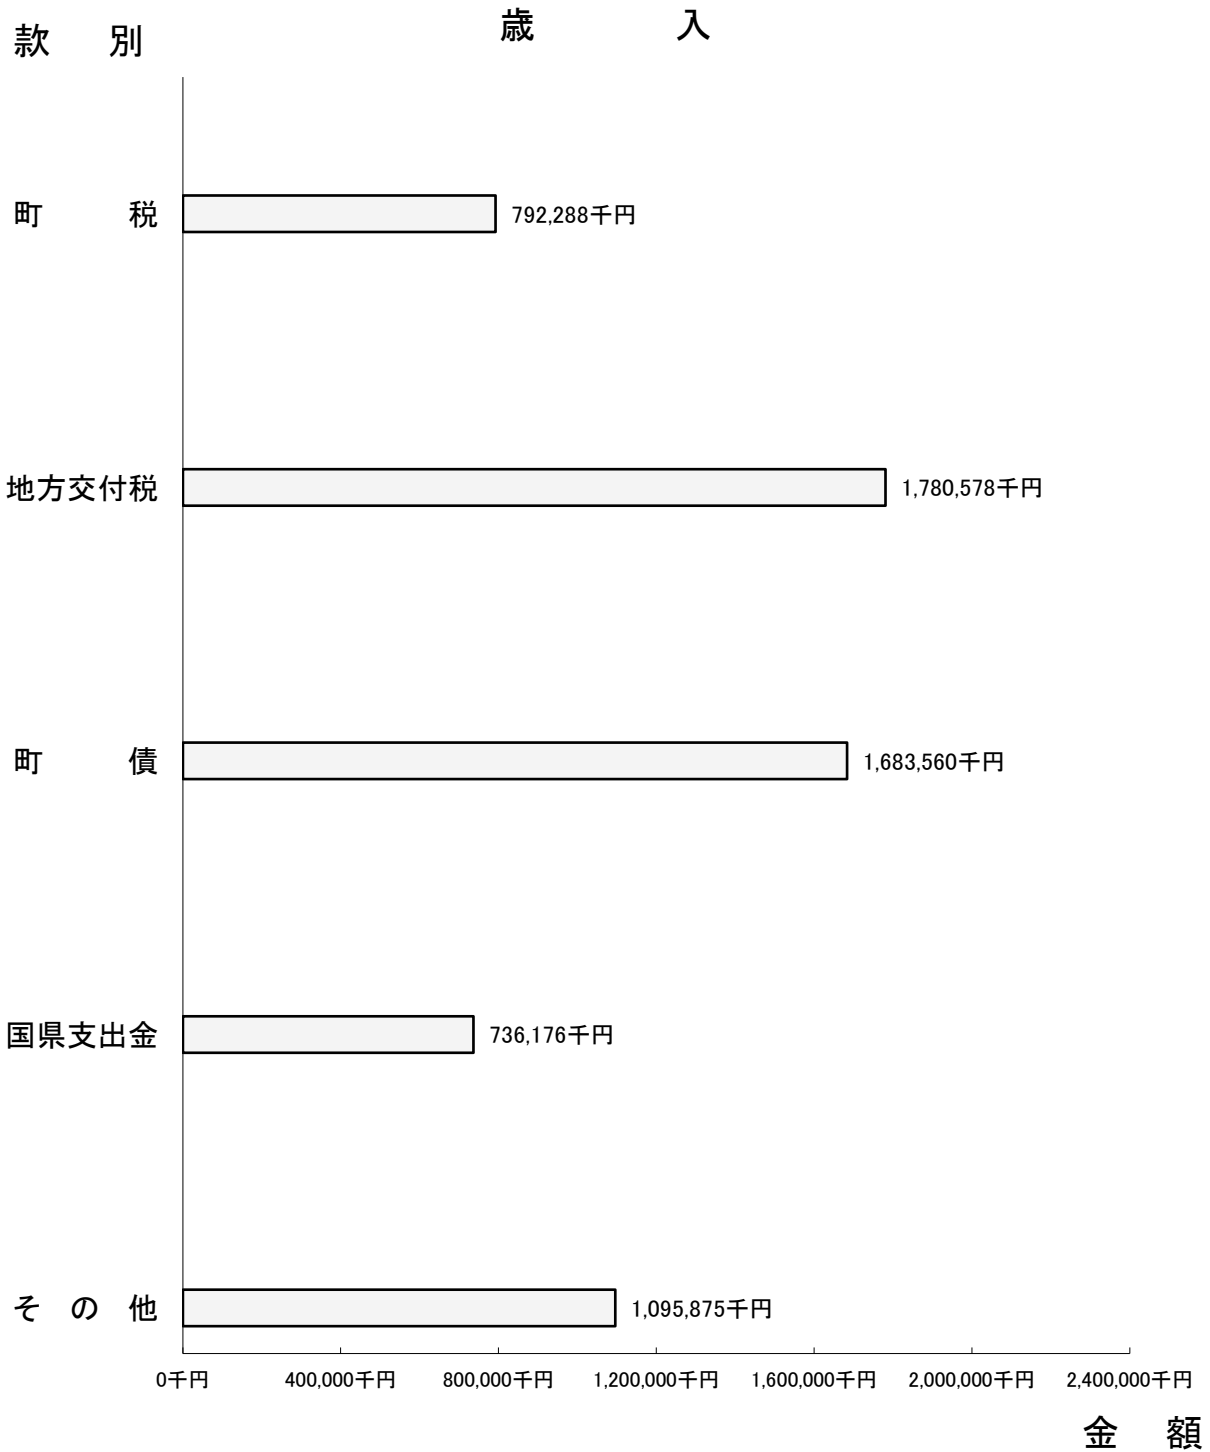 歳　入
款　別
町　税
792,288千円
地方交付税
1,780,578千円
町　債
1,683,560千円
国県支出金
736,176千円
そ の 他
1,095,875千円
0千円 400,000千円 800,000千円 1,200,000千円 1,600,000千円 2,000,000千円 2,400,000千円
金　額